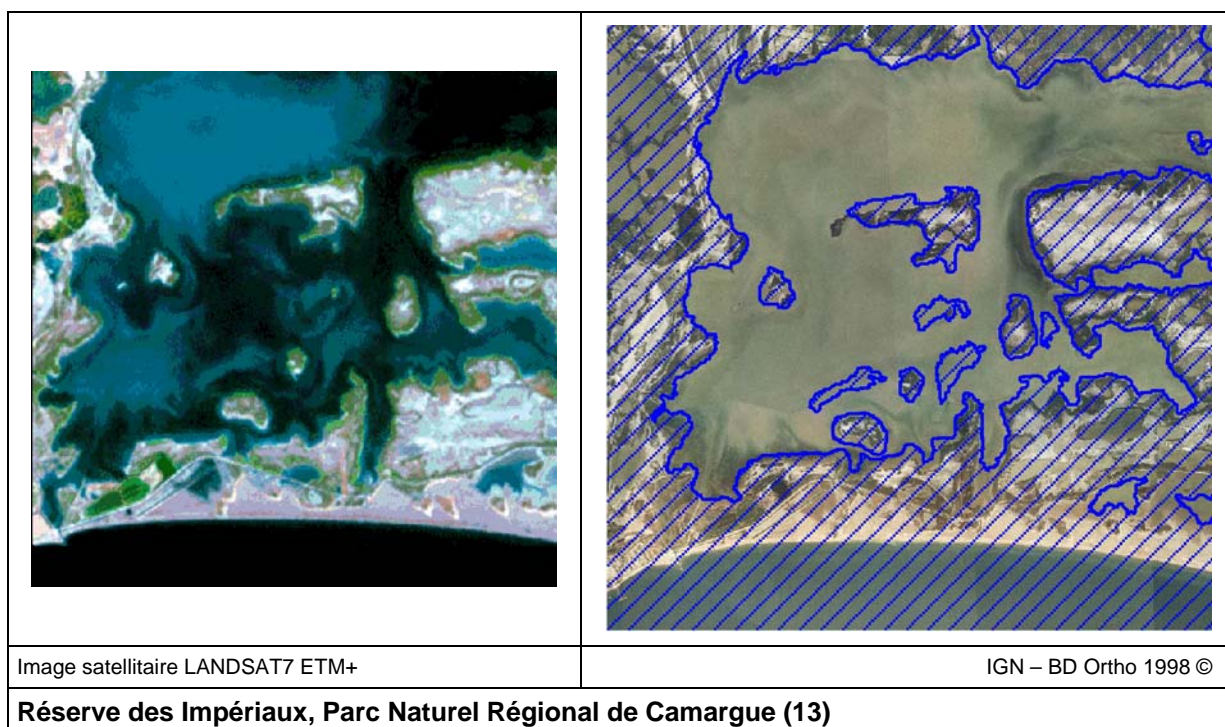 Image satellitaire LANDSAT7 ETM+
IGN – BD Ortho 1998 ©
Réserve des Impériaux, Parc Naturel Régional de Camargue (13)